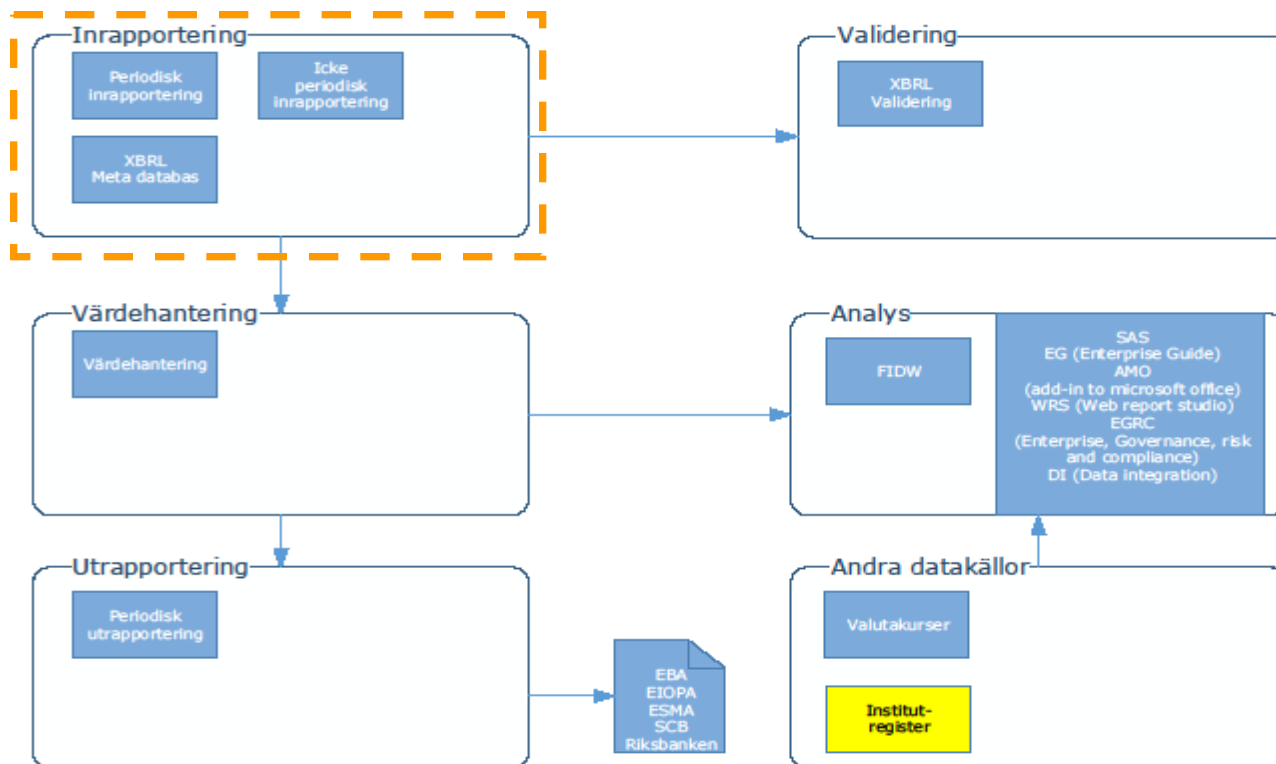 Inrapportering
Periodisk
inrapportering
Icke
periodisk
inrapportering
XBRL
Meta databas
Validering
XBRL
Validering
Värdehantering
Värdehantering
Analys
FIDW
SAS
EG (Enterprise Guide)
AMO
(add-in to microsoft office)
WRS (Web report studio)
EGRC
(Enterprise, Governance, risk
and compliance)
DI (Data integration)
Utrapportering
Periodisk
utrapportering
EBA
EIOPA
ESMA
SCB
Riksbanken
Andra datakällor
Valutakurser
Institut-
register